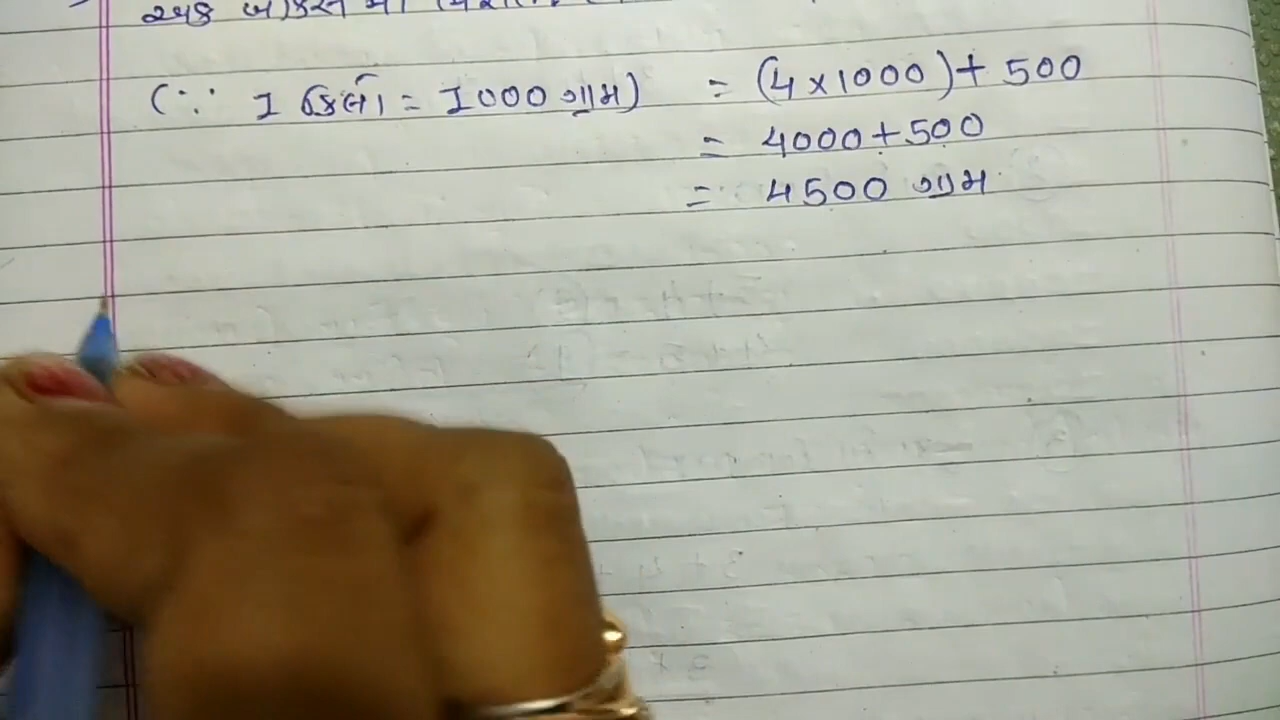 (∵ 1 કિલો = 1000 ગ્રામ) = (4×1000)+ 500
= 4000+500
= 4500 ગ્રામ